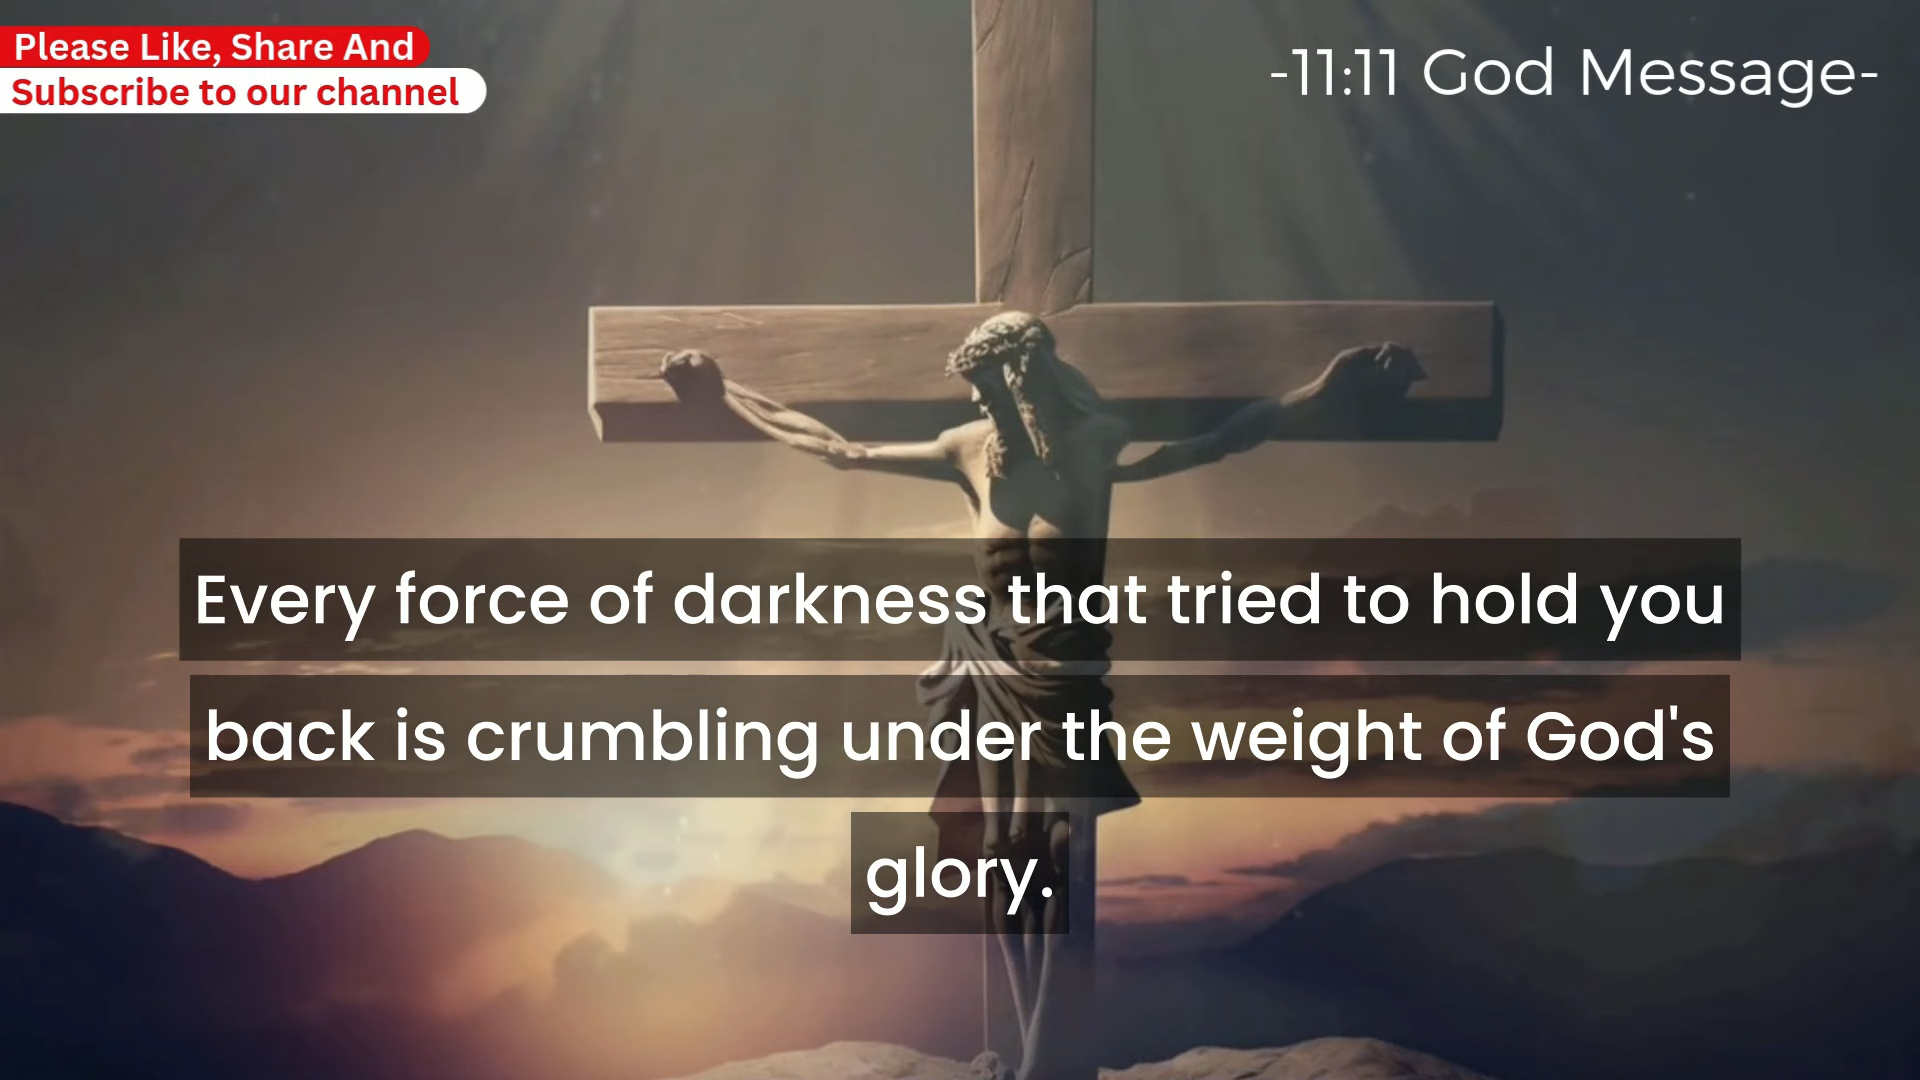 Please Like, Share And
Subscribe to our channel
-11:11 God Message-
Every force of darkness that tried to hold you
back is crumbling under the weight of God's
glory.